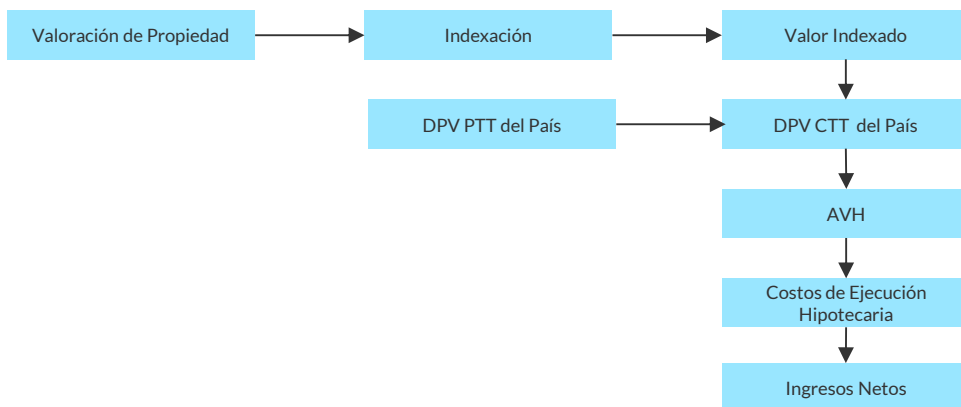 Valoración de Propiedad
Indexación
Valor Indexado
DPV PTT del País
DPV CTT del País
AVH
Costos de Ejecución
Hipotecaria
Ingresos Netos